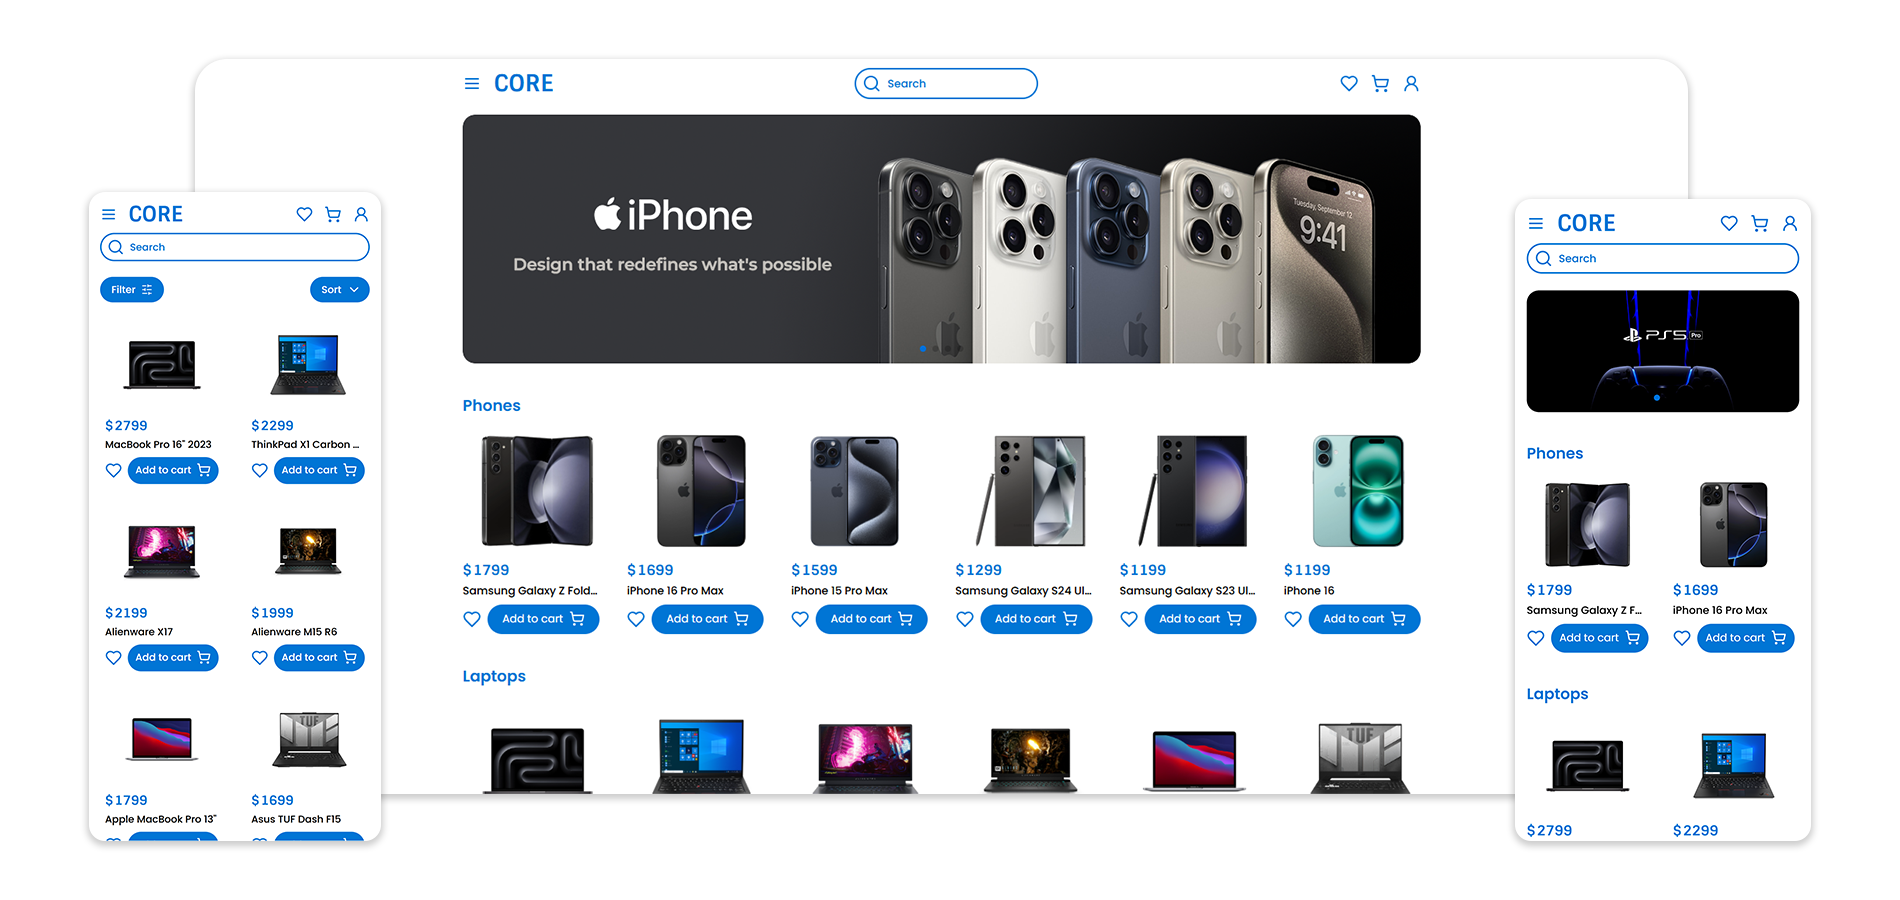 CORE
Search
iPhone
Design that redefines what's possible
Tuesday, September 12
9:41
Phones
$1799
Samsung Galaxy Z Fold...
Add to cart
$1699
iPhone 16 Pro Max
Add to cart
$1599
iPhone 15 Pro Max
Add to cart
$1299
Samsung Galaxy S24 Ul...
Add to cart
$1199
Samsung Galaxy S23 Ul...
Add to cart
$1199
iPhone 16
Add to cart
Laptops
TUF
CORE
Search
Filter
Sort
$2799
MacBook Pro 16" 2023
Add to cart
$2299
ThinkPad X1 Carbon ...
Add to cart
$2199
Alienware X17
Add to cart
$1999
Alienware M15 R6
Add to cart
TUF
$1799
Apple MacBook Pro 13"
$1699
Asus TUF Dash F15
CORE
Search
PS5 Pro
Phones
$1799
Samsung Galaxy Z F...
Add to cart
$1699
iPhone 16 Pro Max
Add to cart
Laptops
$2799
$2299